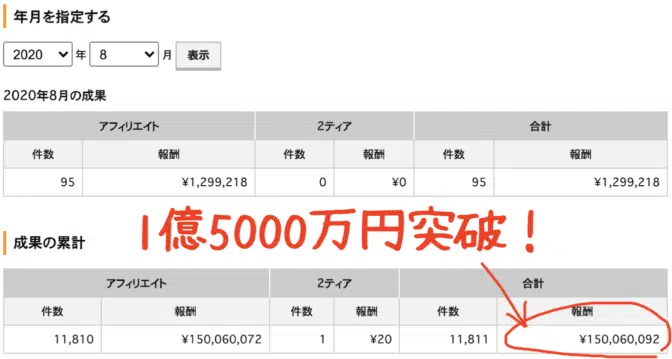 年月を指定する
2020 年 8 月 表示
2020年8月の成果
アフィリエイト 2ティア 合計
件数 報酬 件数 報酬 件数 報酬
95 ¥1,299,218 0 ¥0 95 ¥1,299,218
1億5000万円突破!
成果の累計
アフィリエイト 2ティア 合計
件数 報酬 件数 報酬 件数 報酬
11,810 ¥150,060,072 1 ¥20 11,811 ¥150,060,092